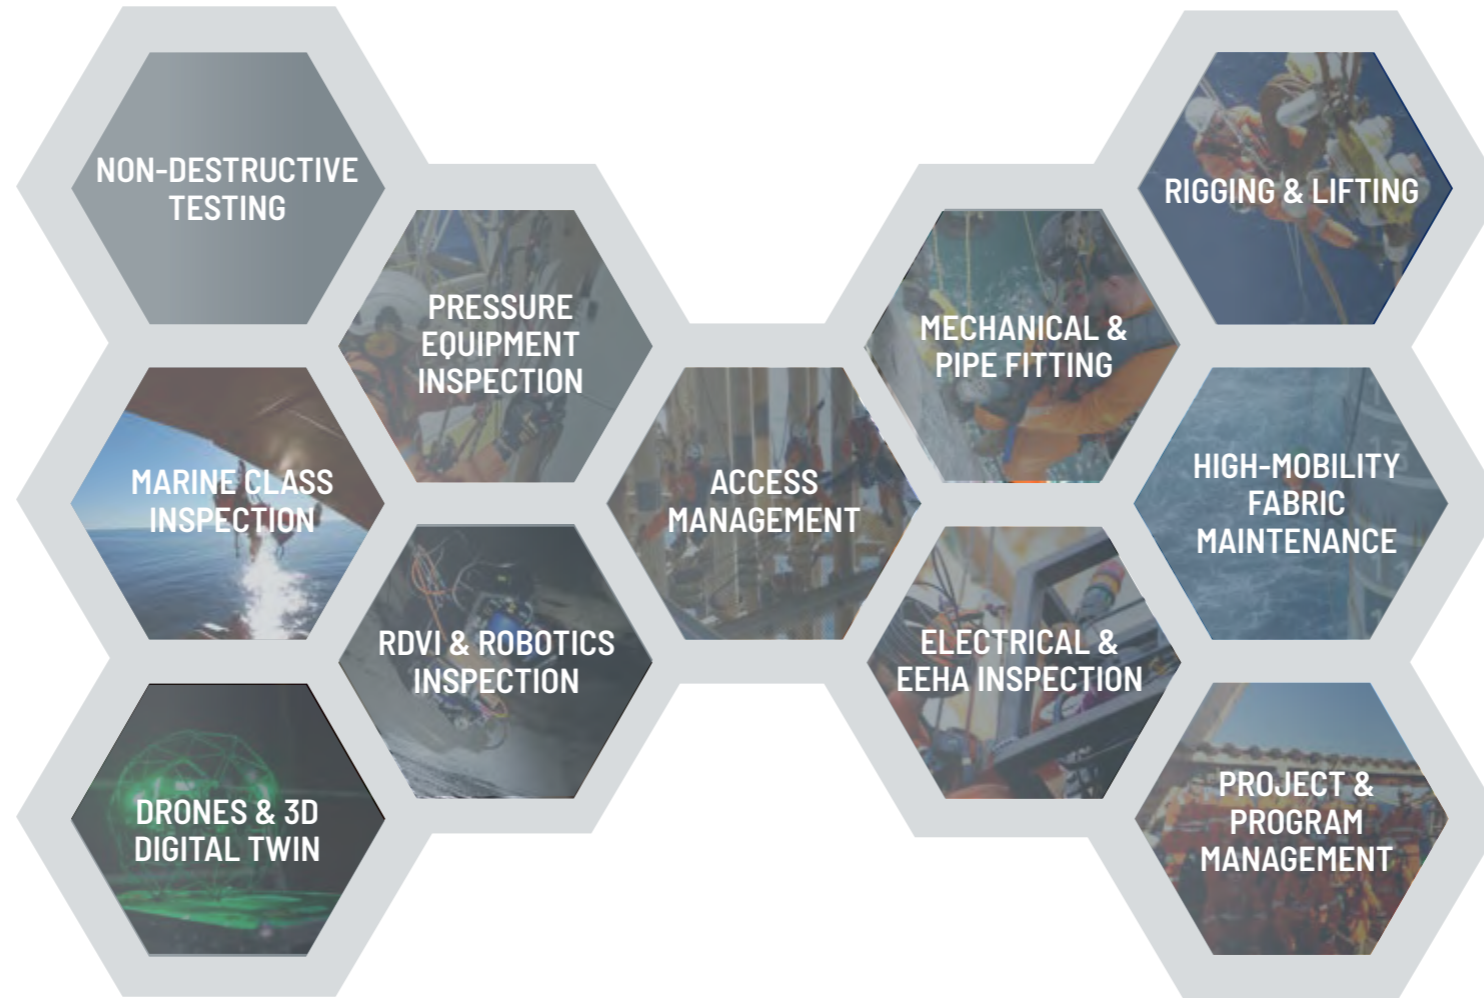 NON-DESTRUCTIVE
TESTING
RIGGING & LIFTING
PRESSURE
EQUIPMENT
INSPECTION
MECHANICAL &
PIPE FITTING
MARINE CLASS
INSPECTION
ACCESS
MANAGEMENT
HIGH-MOBILITY
FABRIC
MAINTENANCE
RDVI & ROBOTICS
INSPECTION
ELECTRICAL &
EEHA INSPECTION
DRONES & 3D
DIGITAL TWIN
PROJECT &
PROGRAM
MANAGEMENT